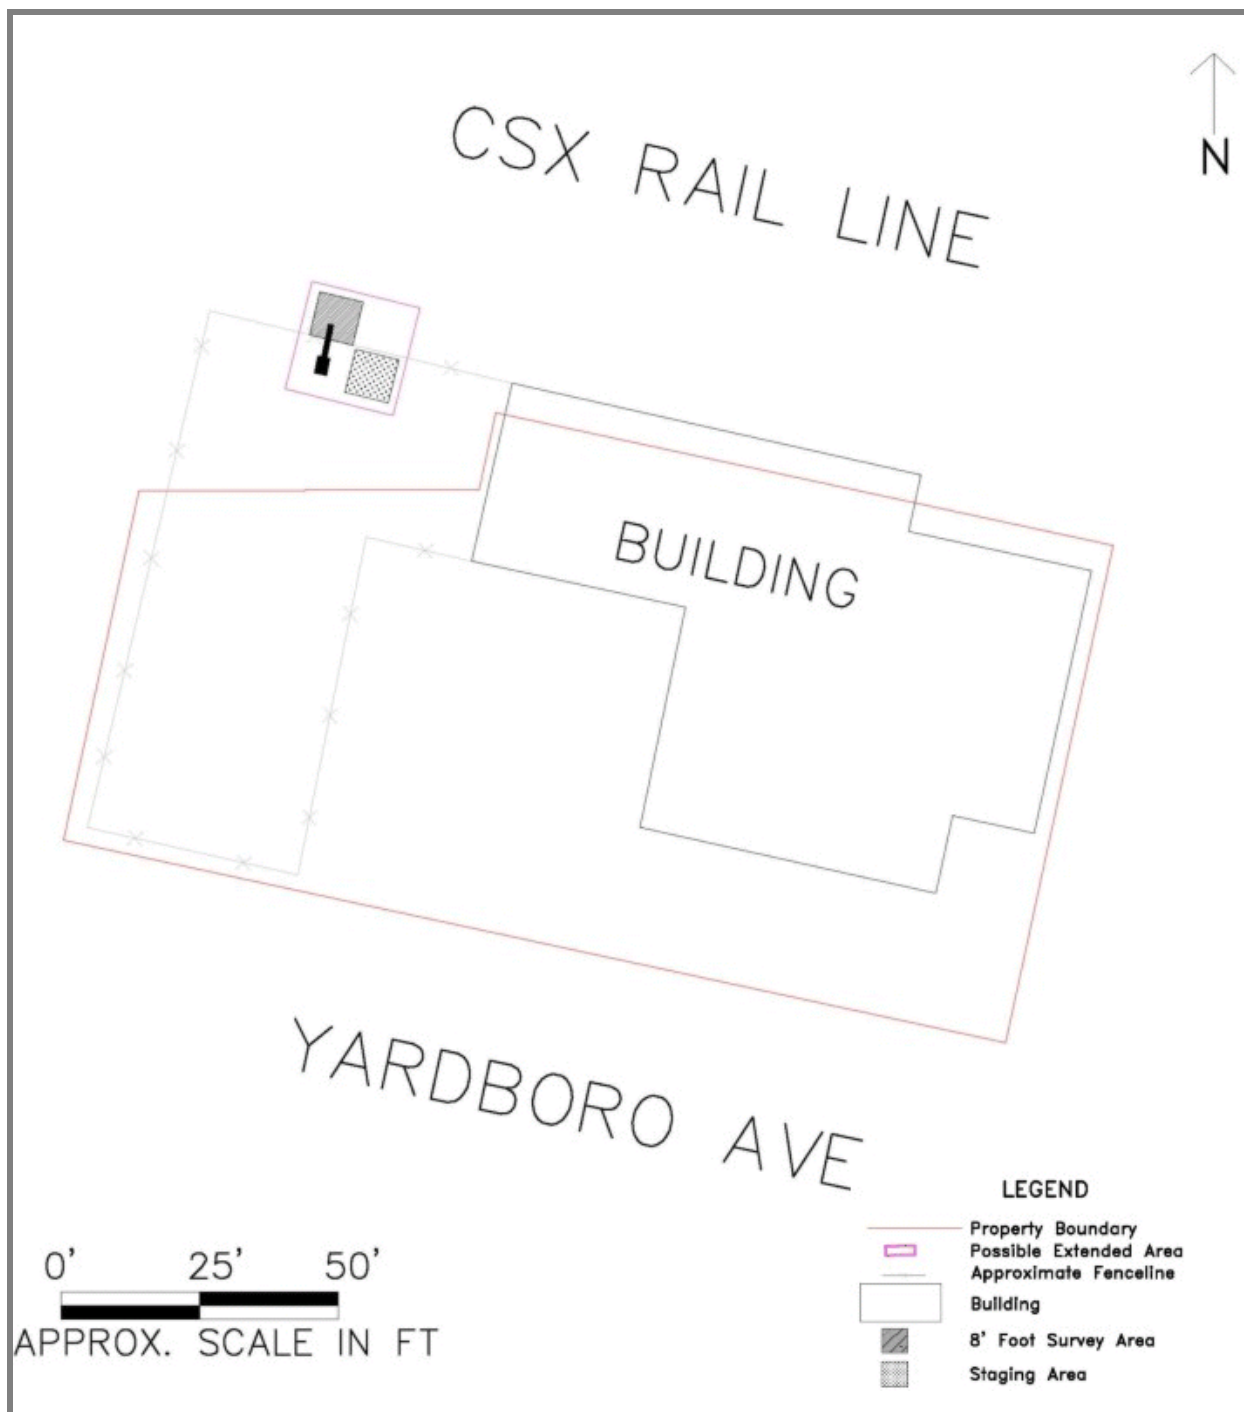 CSX RAIL LINE
N
BUILDING
YARDBORO AVE
LEGEND
Property Boundary
Possible Extended Area
Approximate Fenceline
Building
8' Foot Survey Area
Staging Area
0' 25' 50'
APPROX. SCALE IN FT